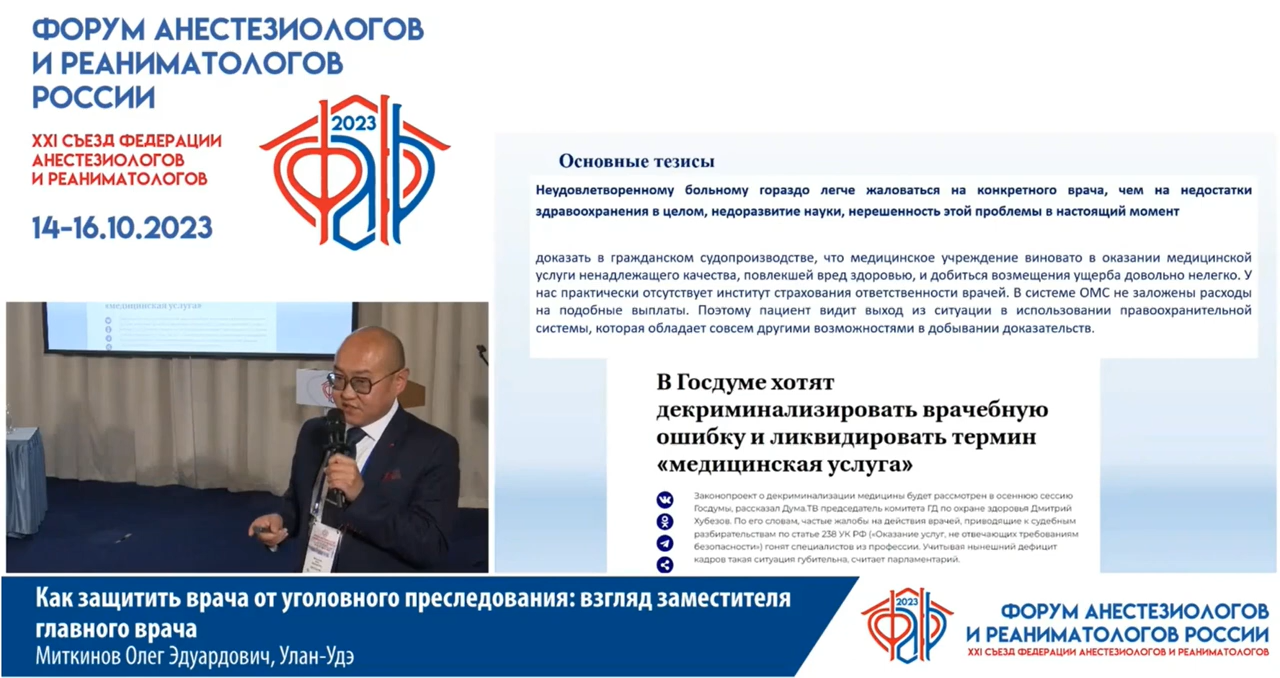 ФОРУМ АНЕСТЕЗИОЛОГОВ
И РЕАНИМАТОЛОГОВ
РОССИИ
XXI СЪЕЗД ФЕДЕРАЦИИ
АНЕСТЕЗИОЛОГОВ
И РЕАНИМАТОЛОГОВ
14-16.10.2023
2023
Основные тезисы
Неудовлетворенному больному гораздо легче жаловаться на конкретного врача, чем на недостатки
здравоохранения в целом, недоразвитие науки, нерешенность этой проблемы в настоящий момент
доказать в гражданском судопроизводстве, что медицинское учреждение виновато в оказании медицинской
услуги ненадлежащего качества, повлекшей вред здоровью, и добиться возмещения ущерба довольно нелегко. У
нас практически отсутствует институт страхования ответственности врачей. В системе ОМС не заложены расходы
на подобные выплаты. Поэтому пациент видит выход из ситуации в использовании правоохранительной
системы, которая обладает совсем другими возможностями в добывании доказательств.
В Госдуме хотят
декриминализировать врачебную
ошибку и ликвидировать термин
«медицинская услуга»
Законопроект о декриминализации медицины будет рассмотрен в осеннюю сессию
Госдумы, рассказал Дума.ТВ председатель комитета ГД по охране здоровья Дмитрий
Хубезов. По его словам, частые жалобы на действия врачей, приводящие к судебным
разбирательствам по статье 238 УК РФ («Оказание услуг, не отвечающих требованиям
безопасности») гонят специалистов из профессии. Учитывая нынешний дефицит
кадров такая ситуация губительна, считает парламентарий.
«медицинская услуга»
Как защитить врача от уголовного преследования: взгляд заместителя
главного врача
Миткинов Олег Эдуардович, Улан-Удэ
2023
ФОРУМ АНЕСТЕЗИОЛОГОВ
И РЕАНИМАТОЛОГОВ РОССИИ
XXI СЪЕЗД ФЕДЕРАЦИИ АНЕСТЕЗИОЛОГОВ И РЕАНИМАТОЛОГОВ